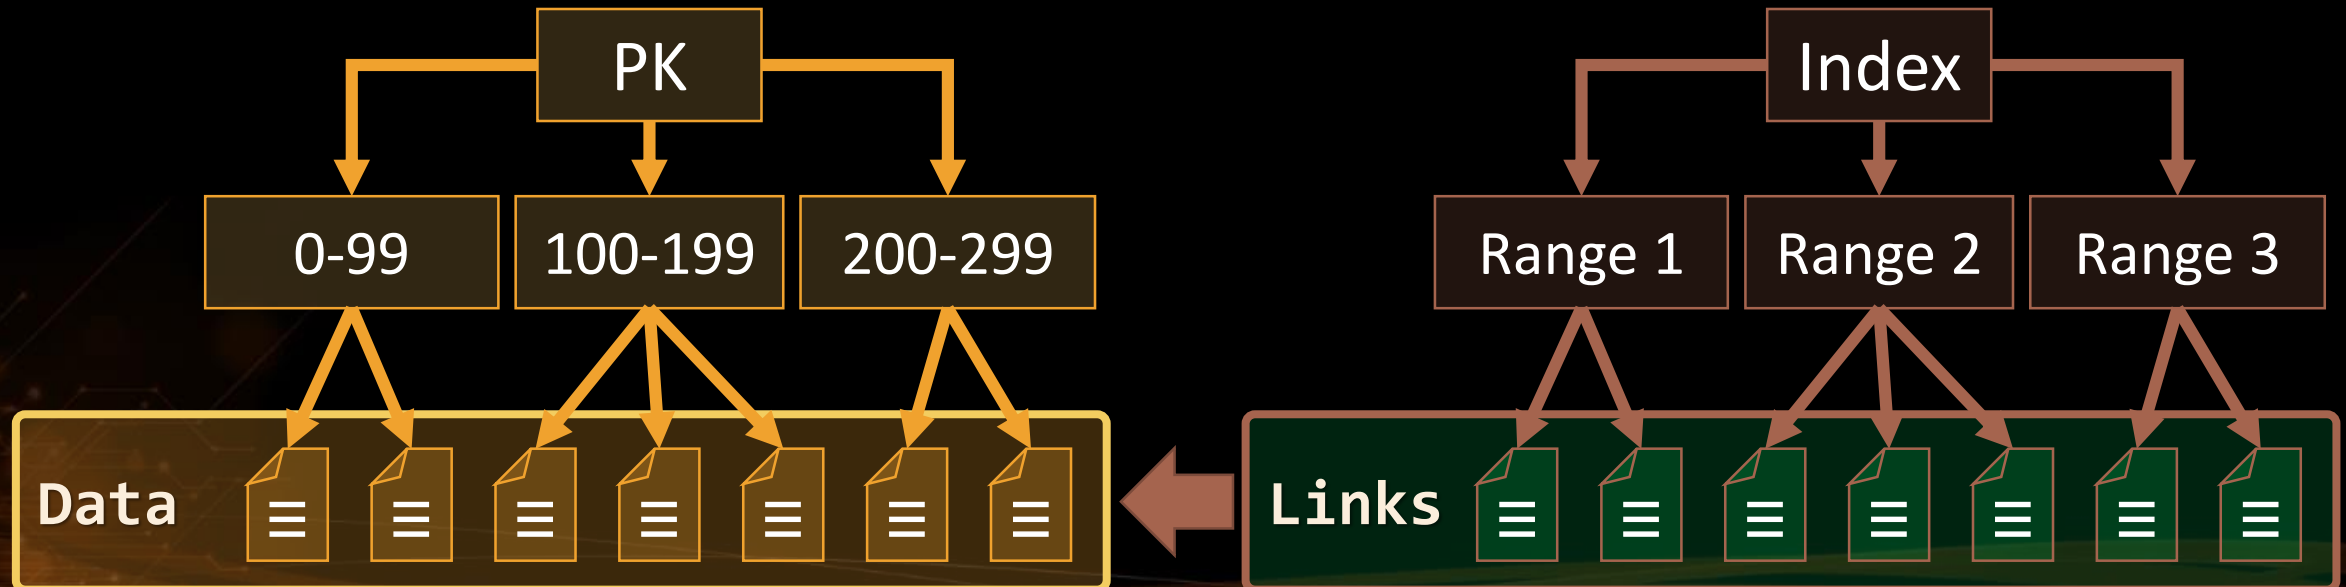 PK
0-99
100-199
200-299
Data
Index
Range 1
Range 2
Range 3
Links